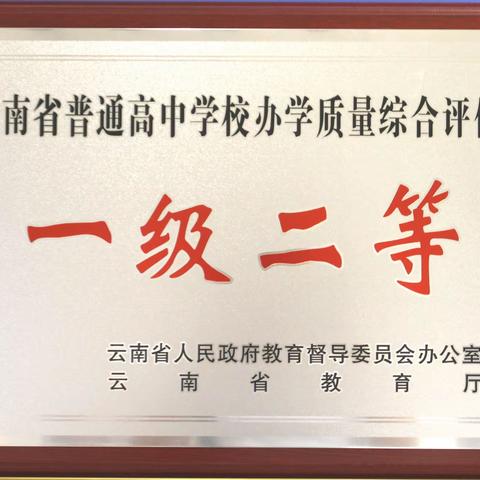 南省普通高中学校办学质量综合评
一级二等
云南省人民政府教育督导委员会办公室
云南省教育厅